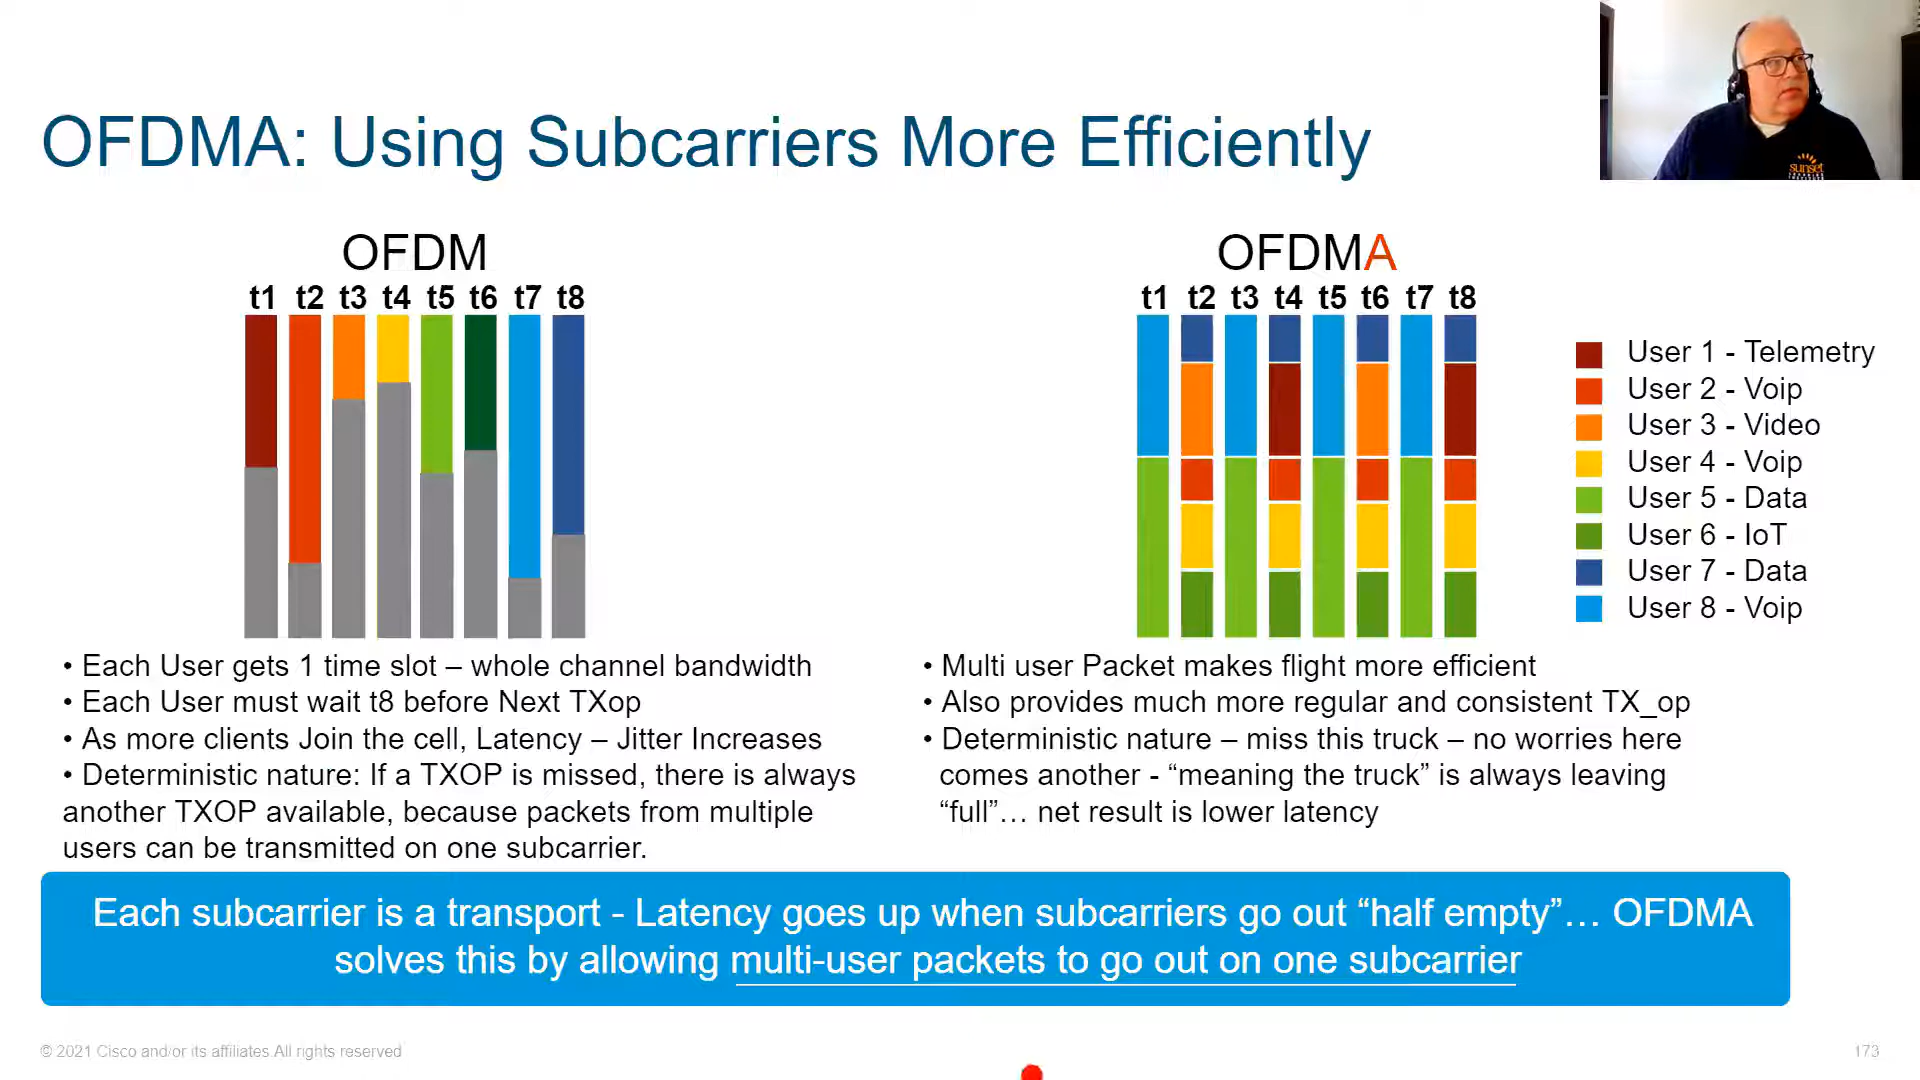 OFDMA: Using Subcarriers More Efficiently
OFDM
t1 t2 t3 t4 t5 t6 t7 t8
OFDMA
t1 t2 t3 t4 t5 t6 t7 t8
User 1 - Telemetry
User 2 - Voip
User 3 - Video
User 4 - Voip
User 5 - Data
User 6 - IoT
User 7 - Data
User 8 - Voip
• Each User gets 1 time slot – whole channel bandwidth
• Each User must wait t8 before Next TXop
• As more clients Join the cell, Latency – Jitter Increases
• Deterministic nature: If a TXOP is missed, there is always
another TXOP available, because packets from multiple
users can be transmitted on one subcarrier.
• Multi user Packet makes flight more efficient
• Also provides much more regular and consistent TX_op
• Deterministic nature – miss this truck – no worries here
comes another - “meaning the truck” is always leaving
“full”… net result is lower latency
Each subcarrier is a transport - Latency goes up when subcarriers go out “half empty”… OFDMA
solves this by allowing multi-user packets to go out on one subcarrier
© 2021 Cisco and/or its affiliates All rights reserved
173
sunset